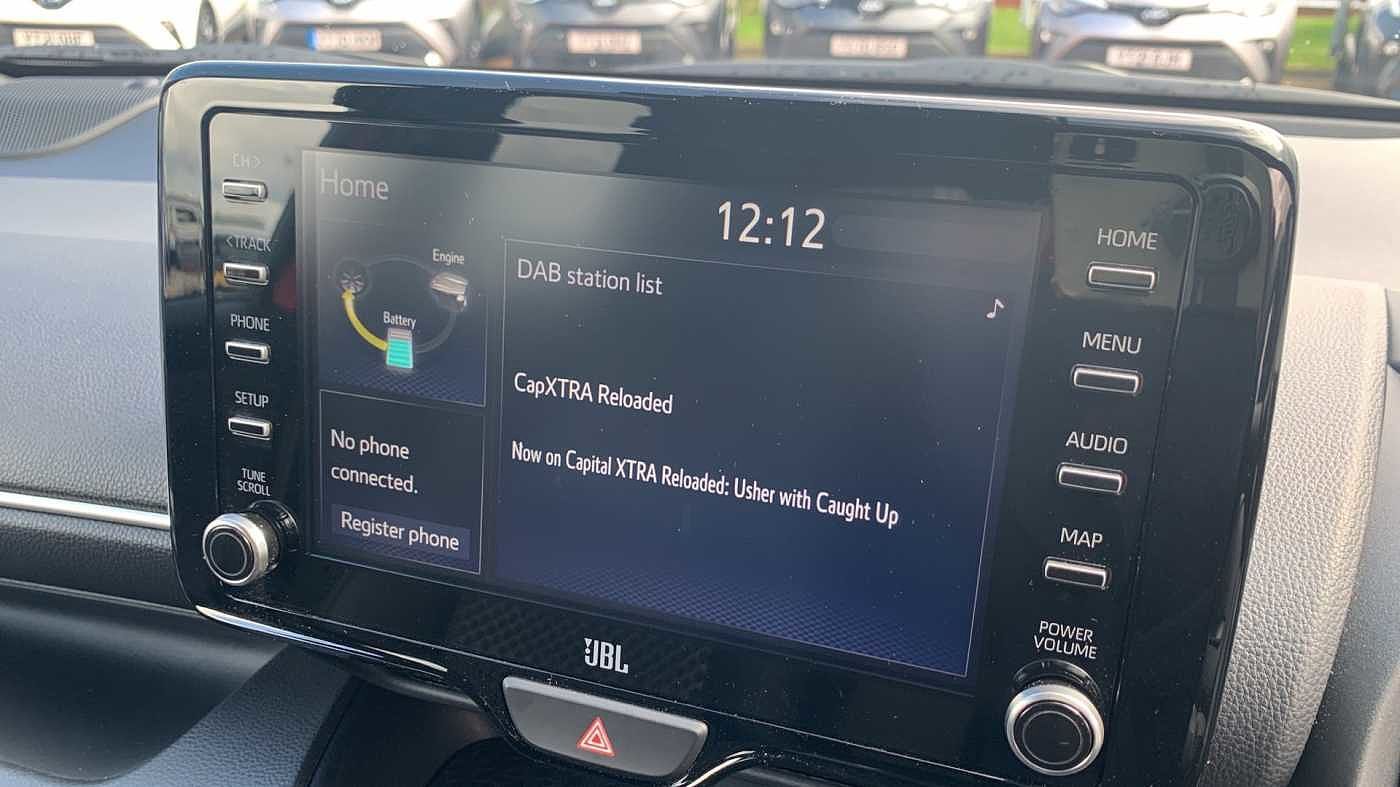 CH>
<TRACK
PHONE
SETUP
TUNE
SCROLL
Home
12:12
Engine
Battery
No phone
connected.
Register phone
DAB station list
CapXTRA Reloaded
Now on Capital XTRA Reloaded: Usher with Caught Up
HOME
MENU
AUDIO
MAP
POWER
VOLUME
JBL